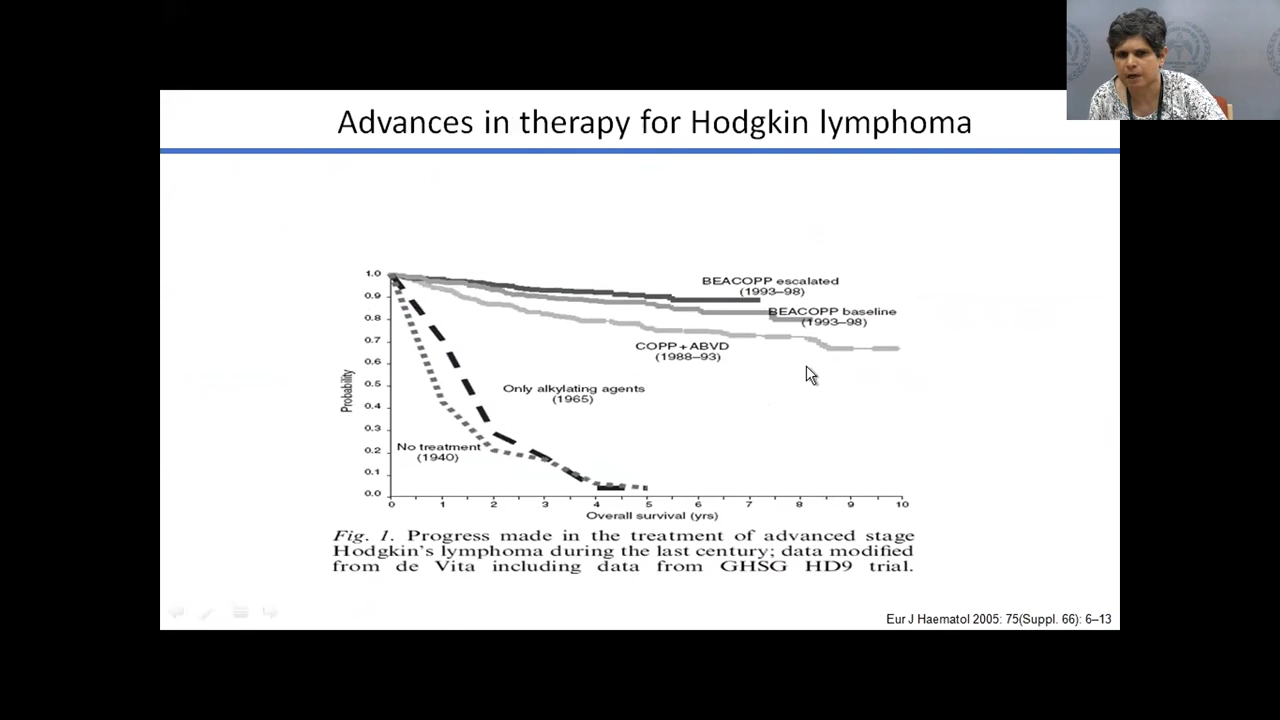 Advances in therapy for Hodgkin lymphoma
1.0
0.9
0.8
0.7
0.6
0.5
0.4
0.3
0.2
0.1
0.0
Probability
BEACOPP escalated
(1993–98)
BEACOPP baseline
(1993–98)
COPP + ABVD
(1988–93)
Only alkylating agents
(1965)
No treatment
(1940)
0 1 2 3 4 5 6 7 8 9 10
Overall survival (yrs)
Fig. 1. Progress made in the treatment of advanced stage
Hodgkin's lymphoma during the last century; data modified
from de Vita including data from GHSG HD9 trial.
Eur J Haematol 2005: 75(Suppl. 66): 6–13